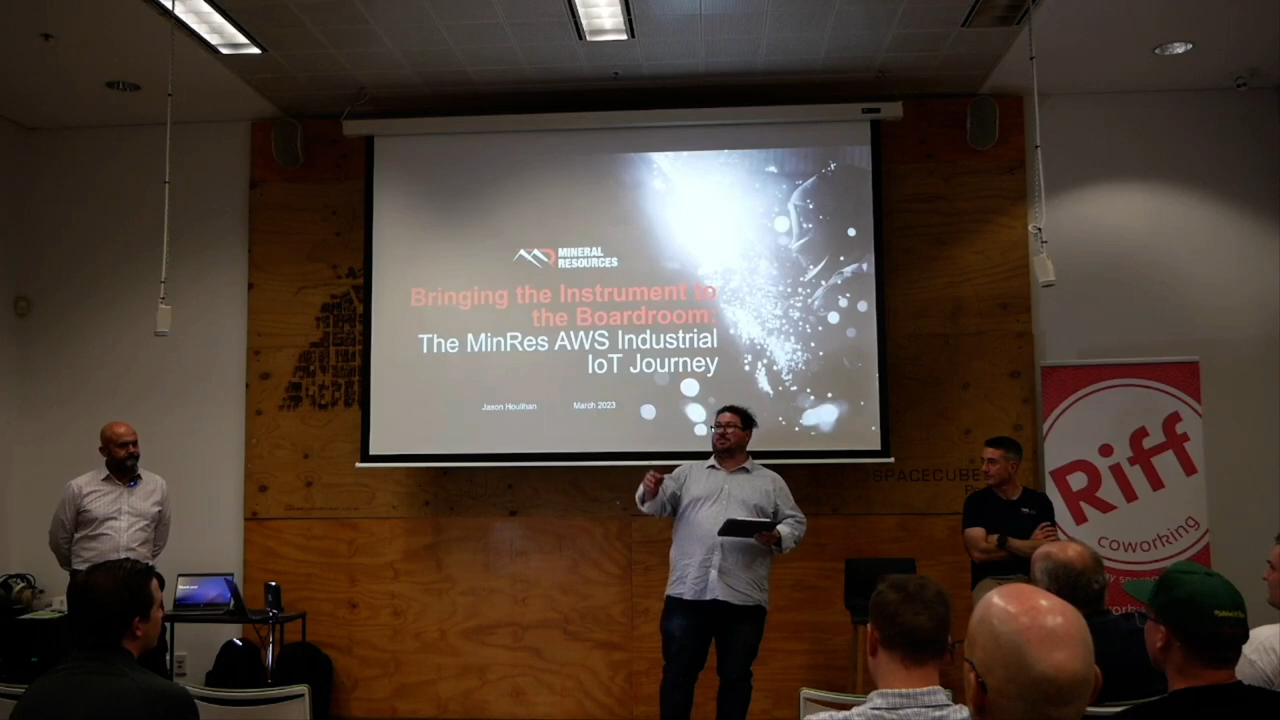 MINERAL
RESOURCES
Bringing the Instrument to
the Boardroom:
The MinRes AWS Industrial
IoT Journey
Jason Houlihan March 2023
SPACECUBE
Riff
coworking